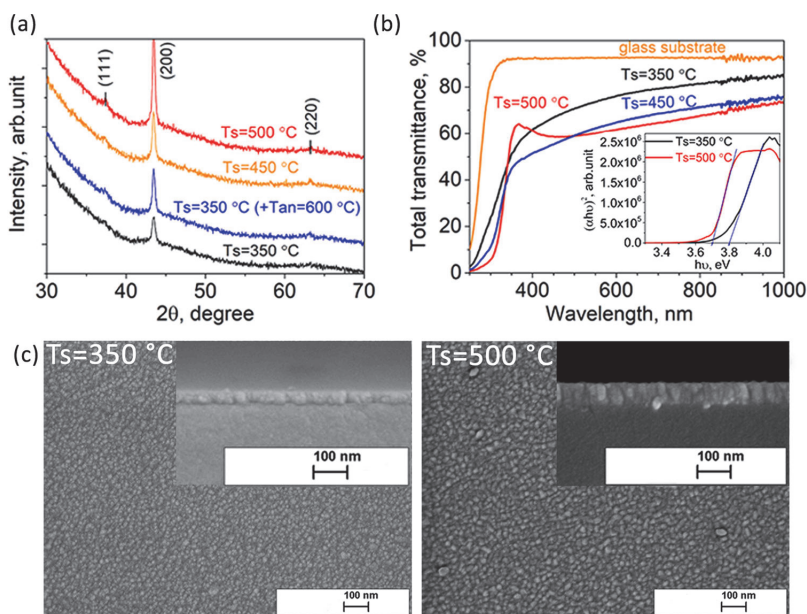 (a)
Intensity, arb.unit
(111)
(200)
(220)
Ts=500 °C
Ts=450 °C
Ts=350 °C (+Tan=600 °C)
Ts=350 °C
30 40 50 60 70
2θ, degree
(b)
Total transmittance, %
100
80
60
40
20
0
glass substrate
Ts=350 °C
Ts=500 °C
Ts=450 °C
(αhυ)², arb.unit
2.5x10⁶
2.0x10⁶
1.5x10⁶
1.0x10⁶
5.0x10⁵
0.0
Ts=350 °C
Ts=500 °C
3.4 3.6 3.8 4.0
hυ, eV
400 600 800 1000
Wavelength, nm
(c)
Ts=350 °C
100 nm
100 nm
Ts=500 °C
100 nm
100 nm